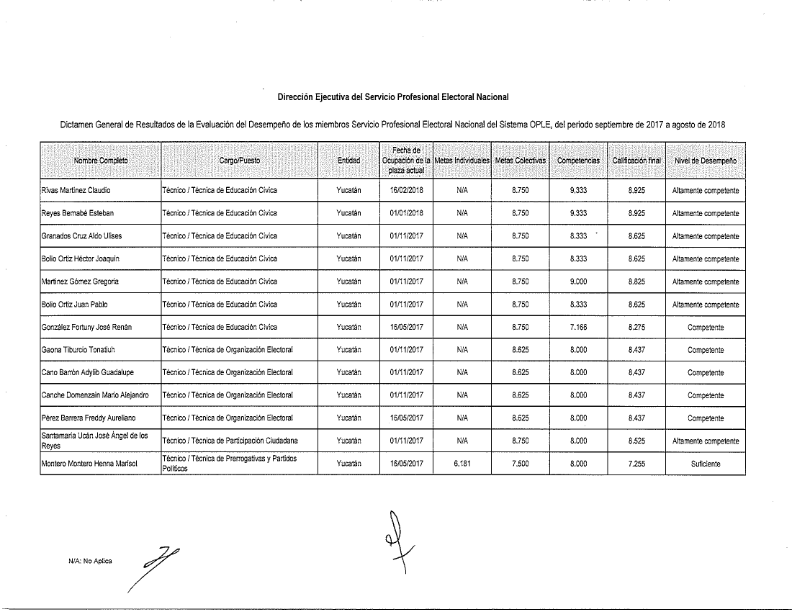 Dirección Ejecutiva del Servicio Profesional Electoral Nacional
Dictamen General de Resultados de la Evaluación del Desempeño de los miembros Servicio Profesional Electoral Nacional del Sistema OPLE, del periodo septiembre de 2017 a agosto de 2018
Nombre Completo Cargo/Puesto Entidad Fecha de Ocupación de la plaza actual Metas Individuales Metas Colectivas Competencias Calificación final Nivel de Desempeño
Rivas Martínez Claudio Técnico / Técnica de Educación Cívica Yucatán 16/02/2018 N/A 8.750 9.333 8.925 Altamente competente
Reyes Bernabé Esteban Técnico / Técnica de Educación Cívica Yucatán 01/01/2018 N/A 8.750 9.333 8.925 Altamente competente
Granados Cruz Aldo Ulises Técnico / Técnica de Educación Cívica Yucatán 01/11/2017 N/A 8.750 8.333 8.625 Altamente competente
Bolio Ortiz Héctor Joaquín Técnico / Técnica de Educación Cívica Yucatán 01/11/2017 N/A 8.750 8.333 8.625 Altamente competente
Martínez Gómez Gregoria Técnico / Técnica de Educación Cívica Yucatán 01/11/2017 N/A 8.750 9.000 8.825 Altamente competente
Bolio Ortiz Juan Pablo Técnico / Técnica de Educación Cívica Yucatán 01/11/2017 N/A 8.750 8.333 8.625 Altamente competente
González Fortuny José Renán Técnico / Técnica de Educación Cívica Yucatán 16/05/2017 N/A 8.750 7.166 8.275 Competente
Gaona Tiburcio Tonatiuh Técnico / Técnica de Organización Electoral Yucatán 01/11/2017 N/A 8.625 8.000 8.437 Competente
Cano Barrón Adylib Guadalupe Técnico / Técnica de Organización Electoral Yucatán 01/11/2017 N/A 8.625 8.000 8.437 Competente
Canche Domenzain Mario Alejandro Técnico / Técnica de Organización Electoral Yucatán 01/11/2017 N/A 8.625 8.000 8.437 Competente
Pérez Barrera Freddy Aureliano Técnico / Técnica de Organización Electoral Yucatán 16/05/2017 N/A 8.625 8.000 8.437 Competente
Santamaría Ucán José Ángel de los Reyes Técnico / Técnica de Participación Ciudadana Yucatán 01/11/2017 N/A 8.750 8.000 8.525 Altamente competente
Montero Montero Henna Marisol Técnico / Técnica de Prerrogativas y Partidos Políticos Yucatán 16/05/2017 6.181 7.500 8.000 7.255 Suficiente
N/A: No Aplica